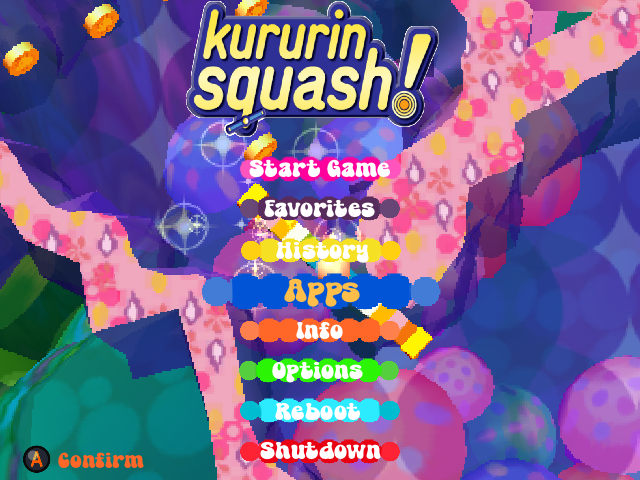 kururin
squash!
Start Game
Favorites
History
Apps
Info
Options
Reboot
Shutdown
A Confirm